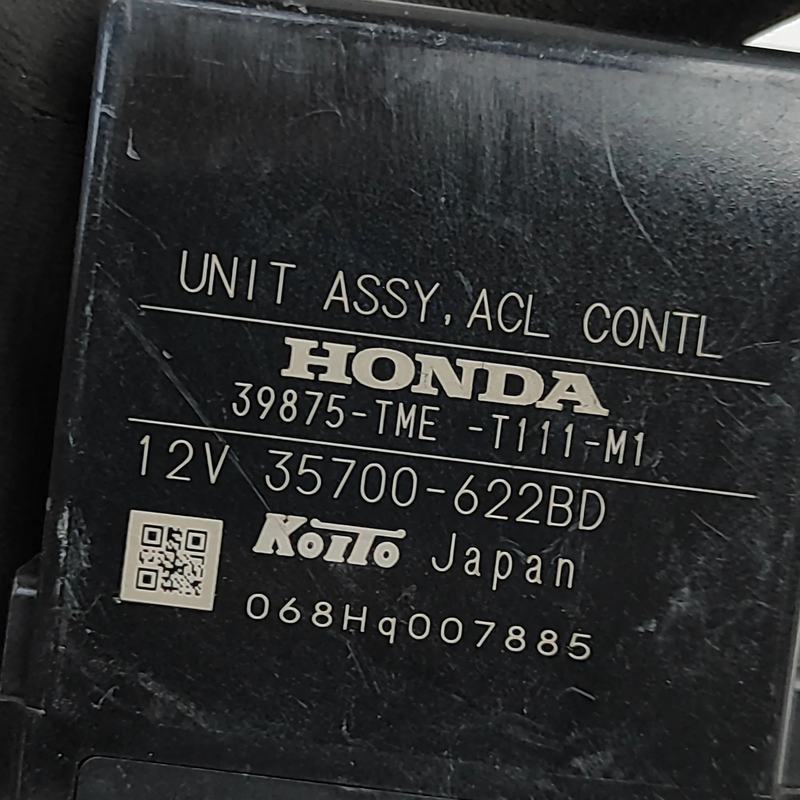 UNIT ASSY, ACL CONTL
HONDA
39875-TME -T111-M1
12V 35700-622BD
KOITO Japan
068Hq007885